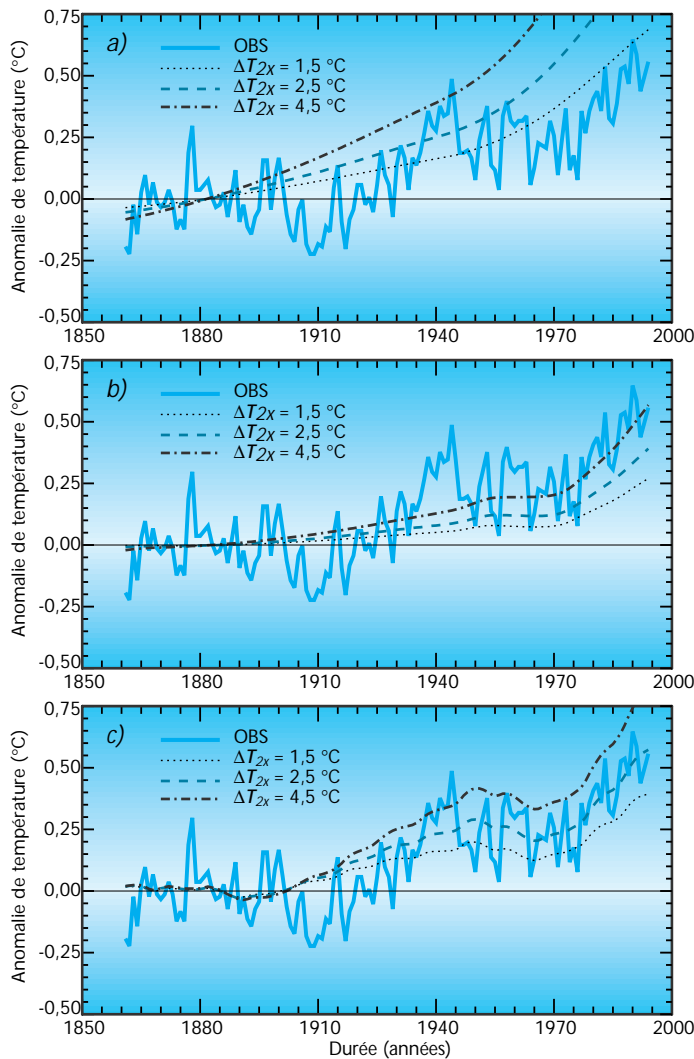 Anomalie de température (°C)
0,75
0,50
0,25
0,00
-0,25
-0,50
a)
OBS
ΔT2x = 1,5 °C
ΔT2x = 2,5 °C
ΔT2x = 4,5 °C
1850 1880 1910 1940 1970 2000
Anomalie de température (°C)
0,75
0,50
0,25
0,00
-0,25
-0,50
b)
OBS
ΔT2x = 1,5 °C
ΔT2x = 2,5 °C
ΔT2x = 4,5 °C
1850 1880 1910 1940 1970 2000
Anomalie de température (°C)
0,75
0,50
0,25
0,00
-0,25
-0,50
c)
OBS
ΔT2x = 1,5 °C
ΔT2x = 2,5 °C
ΔT2x = 4,5 °C
1850 1880 1910 1940 1970 2000
Durée (années)